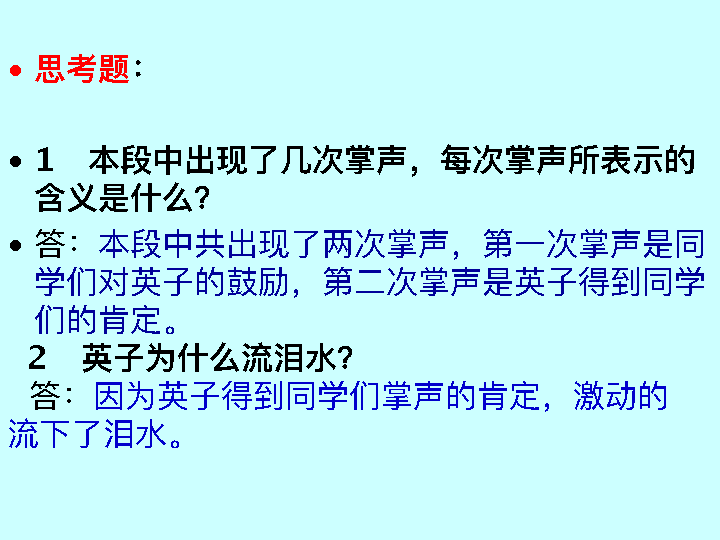 • 思考题：
• 1 本段中出现了几次掌声，每次掌声所表示的
含义是什么？
• 答：本段中共出现了两次掌声，第一次掌声是同
学们对英子的鼓励，第二次掌声是英子得到同学
们的肯定。
2 英子为什么流泪水？
答：因为英子得到同学们掌声的肯定，激动的
流下了泪水。